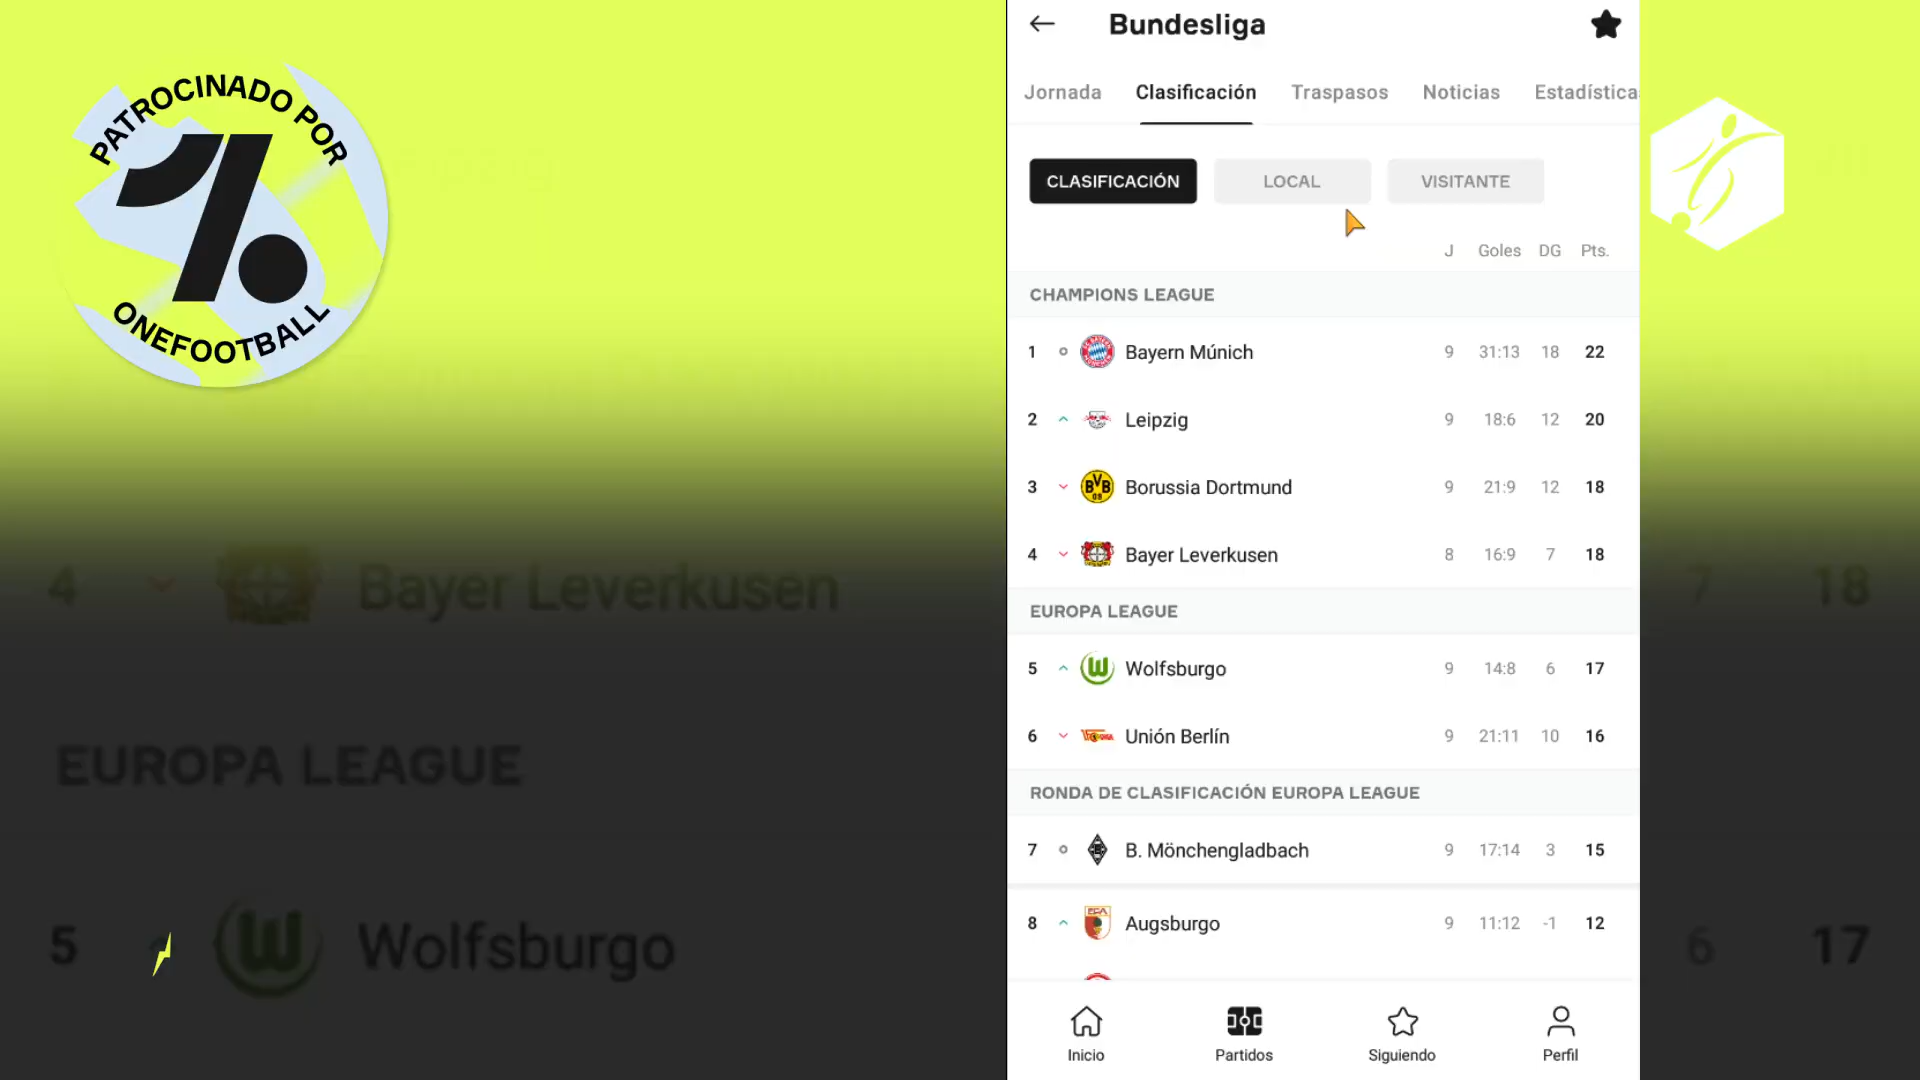 PATROCINADO POR
ONEFOOTBALL
Bundesliga
Jornada Clasificación Traspasos Noticias Estadística
CLASIFICACIÓN LOCAL VISITANTE
J Goles DG Pts.
CHAMPIONS LEAGUE
1 Bayern Múnich 9 31:13 18 22
2 Leipzig 9 18:6 12 20
3 Borussia Dortmund 9 21:9 12 18
4 Bayer Leverkusen 8 16:9 7 18
EUROPA LEAGUE
5 Wolfsburgo 9 14:8 6 17
6 Unión Berlín 9 21:11 10 16
RONDA DE CLASIFICACIÓN EUROPA LEAGUE
7 B. Mönchengladbach 9 17:14 3 15
8 Augsburgo 9 11:12 -1 12
Inicio Partidos Siguiendo Perfil
4 Bayer Leverkusen 7 18
EUROPA LEAGUE
5 Wolfsburgo 6 17